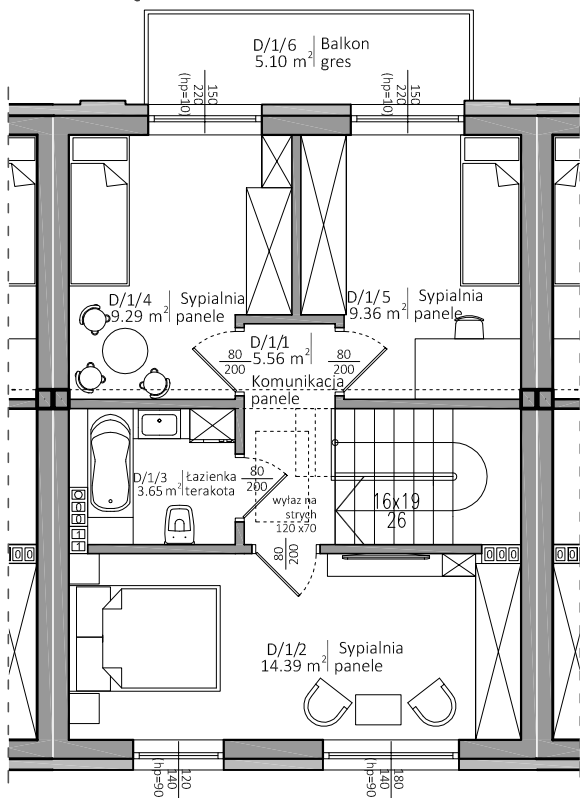 D/1/6 Balkon
5.10 m² gres
150
220
(hp=10)
150
220
(hp=10)
D/1/4 Sypialnia
9.29 m² panele
D/1/5 Sypialnia
9.36 m² panele
D/1/1
5.56 m²
Komunikacja
panele
80
200
80
200
D/1/3 Łazienka
3.65 m² terakota
80
200
wyłaz na
strych
120 x70
16x19
26
80
200
D/1/2 Sypialnia
14.39 m² panele
120
140
(hp=90
180
140
(hp=90